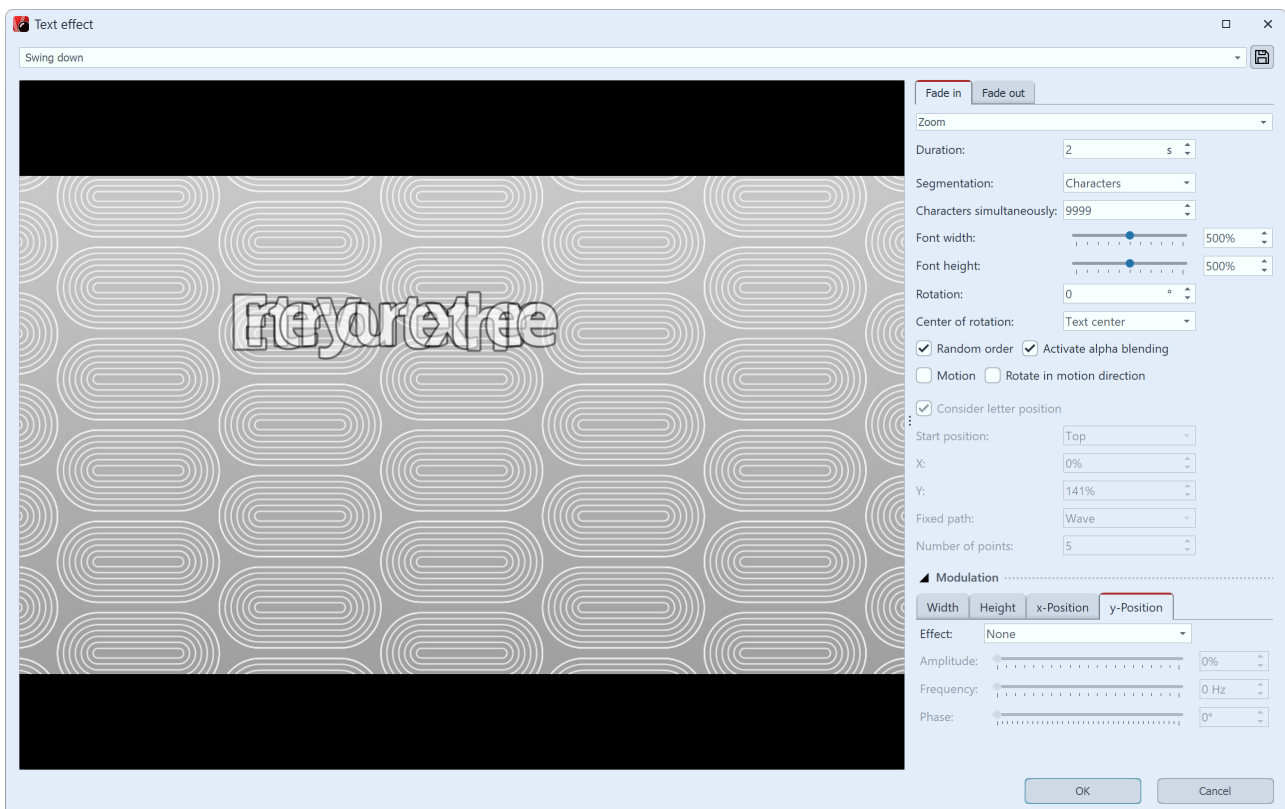 Text effect
Swing down
Fade in Fade out
Zoom
Duration: 2 s
Segmentation: Characters
Characters simultaneously: 9999
Font width: 500%
Font height: 500%
Rotation: 0 °
Center of rotation: Text center
Random order Activate alpha blending
Motion Rotate in motion direction
Consider letter position
Start position: Top
X: 0%
Y: 141%
Fixed path: Wave
Number of points: 5
Modulation
Width Height x-Position y-Position
Effect: None
Amplitude: 0%
Frequency: 0 Hz
Phase: 0°
OK Cancel